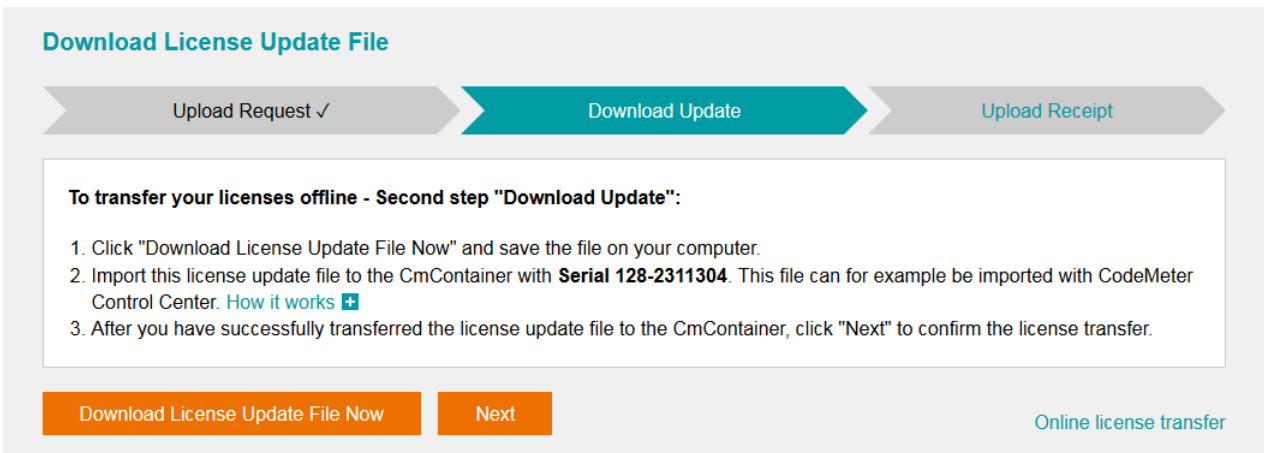 Download License Update File
Upload Request ✓
Download Update
Upload Receipt
To transfer your licenses offline - Second step "Download Update":
1. Click "Download License Update File Now" and save the file on your computer.
2. Import this license update file to the CmContainer with Serial 128-2311304. This file can for example be imported with CodeMeter
Control Center. How it works +
3. After you have successfully transferred the license update file to the CmContainer, click "Next" to confirm the license transfer.
Download License Update File Now
Next
Online license transfer